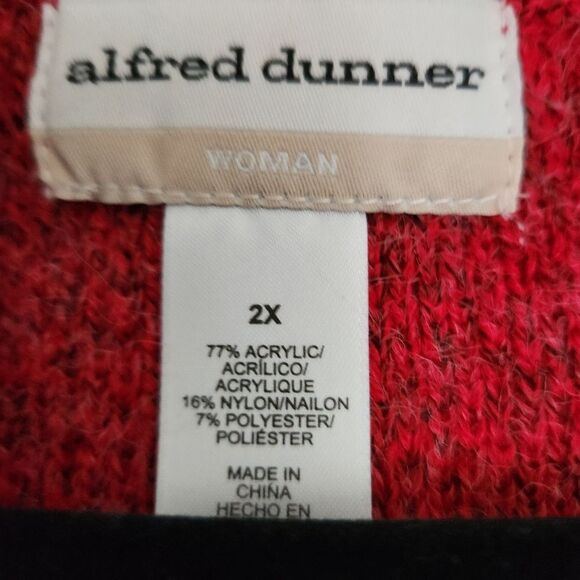 alfred dunner
WOMAN
2X
77% ACRYLIC/
ACRÍLICO/
ACRYLIQUE
16% NYLON/NAILON
7% POLYESTER/
POLIÉSTER
MADE IN
CHINA
HECHO EN